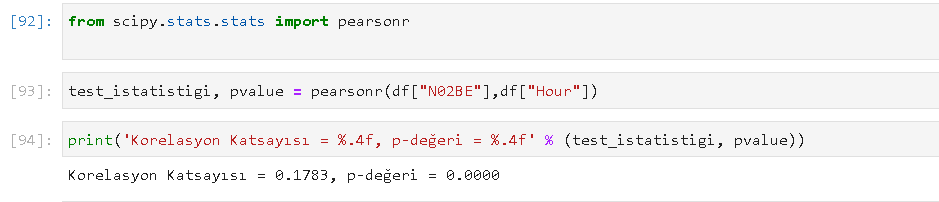 [92]: from scipy.stats.stats import pearsonr
[93]: test_istatistigi, pvalue = pearsonr(df["N02BE"],df["Hour"])
[94]: print('Korelasyon Katsayısı = %.4f, p-değeri = %.4f' % (test_istatistigi, pvalue))
Korelasyon Katsayısı = 0.1783, p-değeri = 0.0000